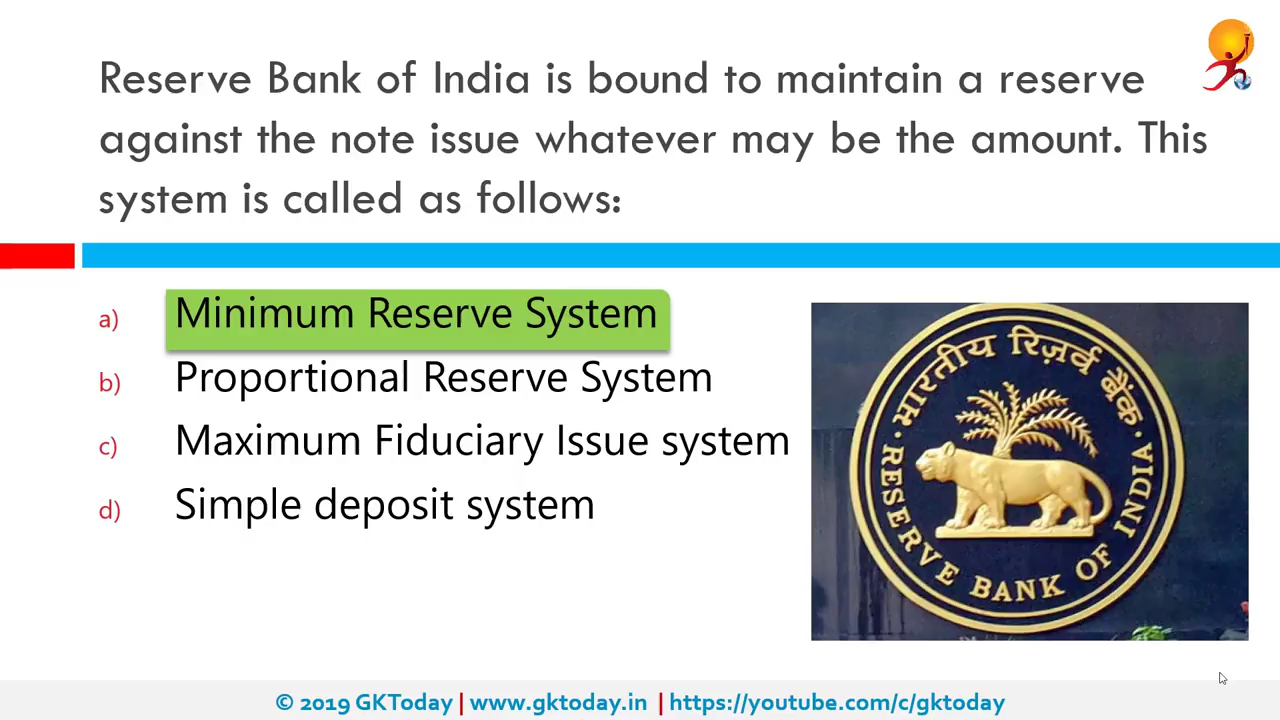 Reserve Bank of India is bound to maintain a reserve
against the note issue whatever may be the amount. This
system is called as follows:
a) Minimum Reserve System
b) Proportional Reserve System
c) Maximum Fiduciary Issue system
d) Simple deposit system
भारतीय रिज़र्व बैंक
RESERVE BANK OF INDIA
© 2019 GKToday | www.gktoday.in | https://youtube.com/c/gktoday